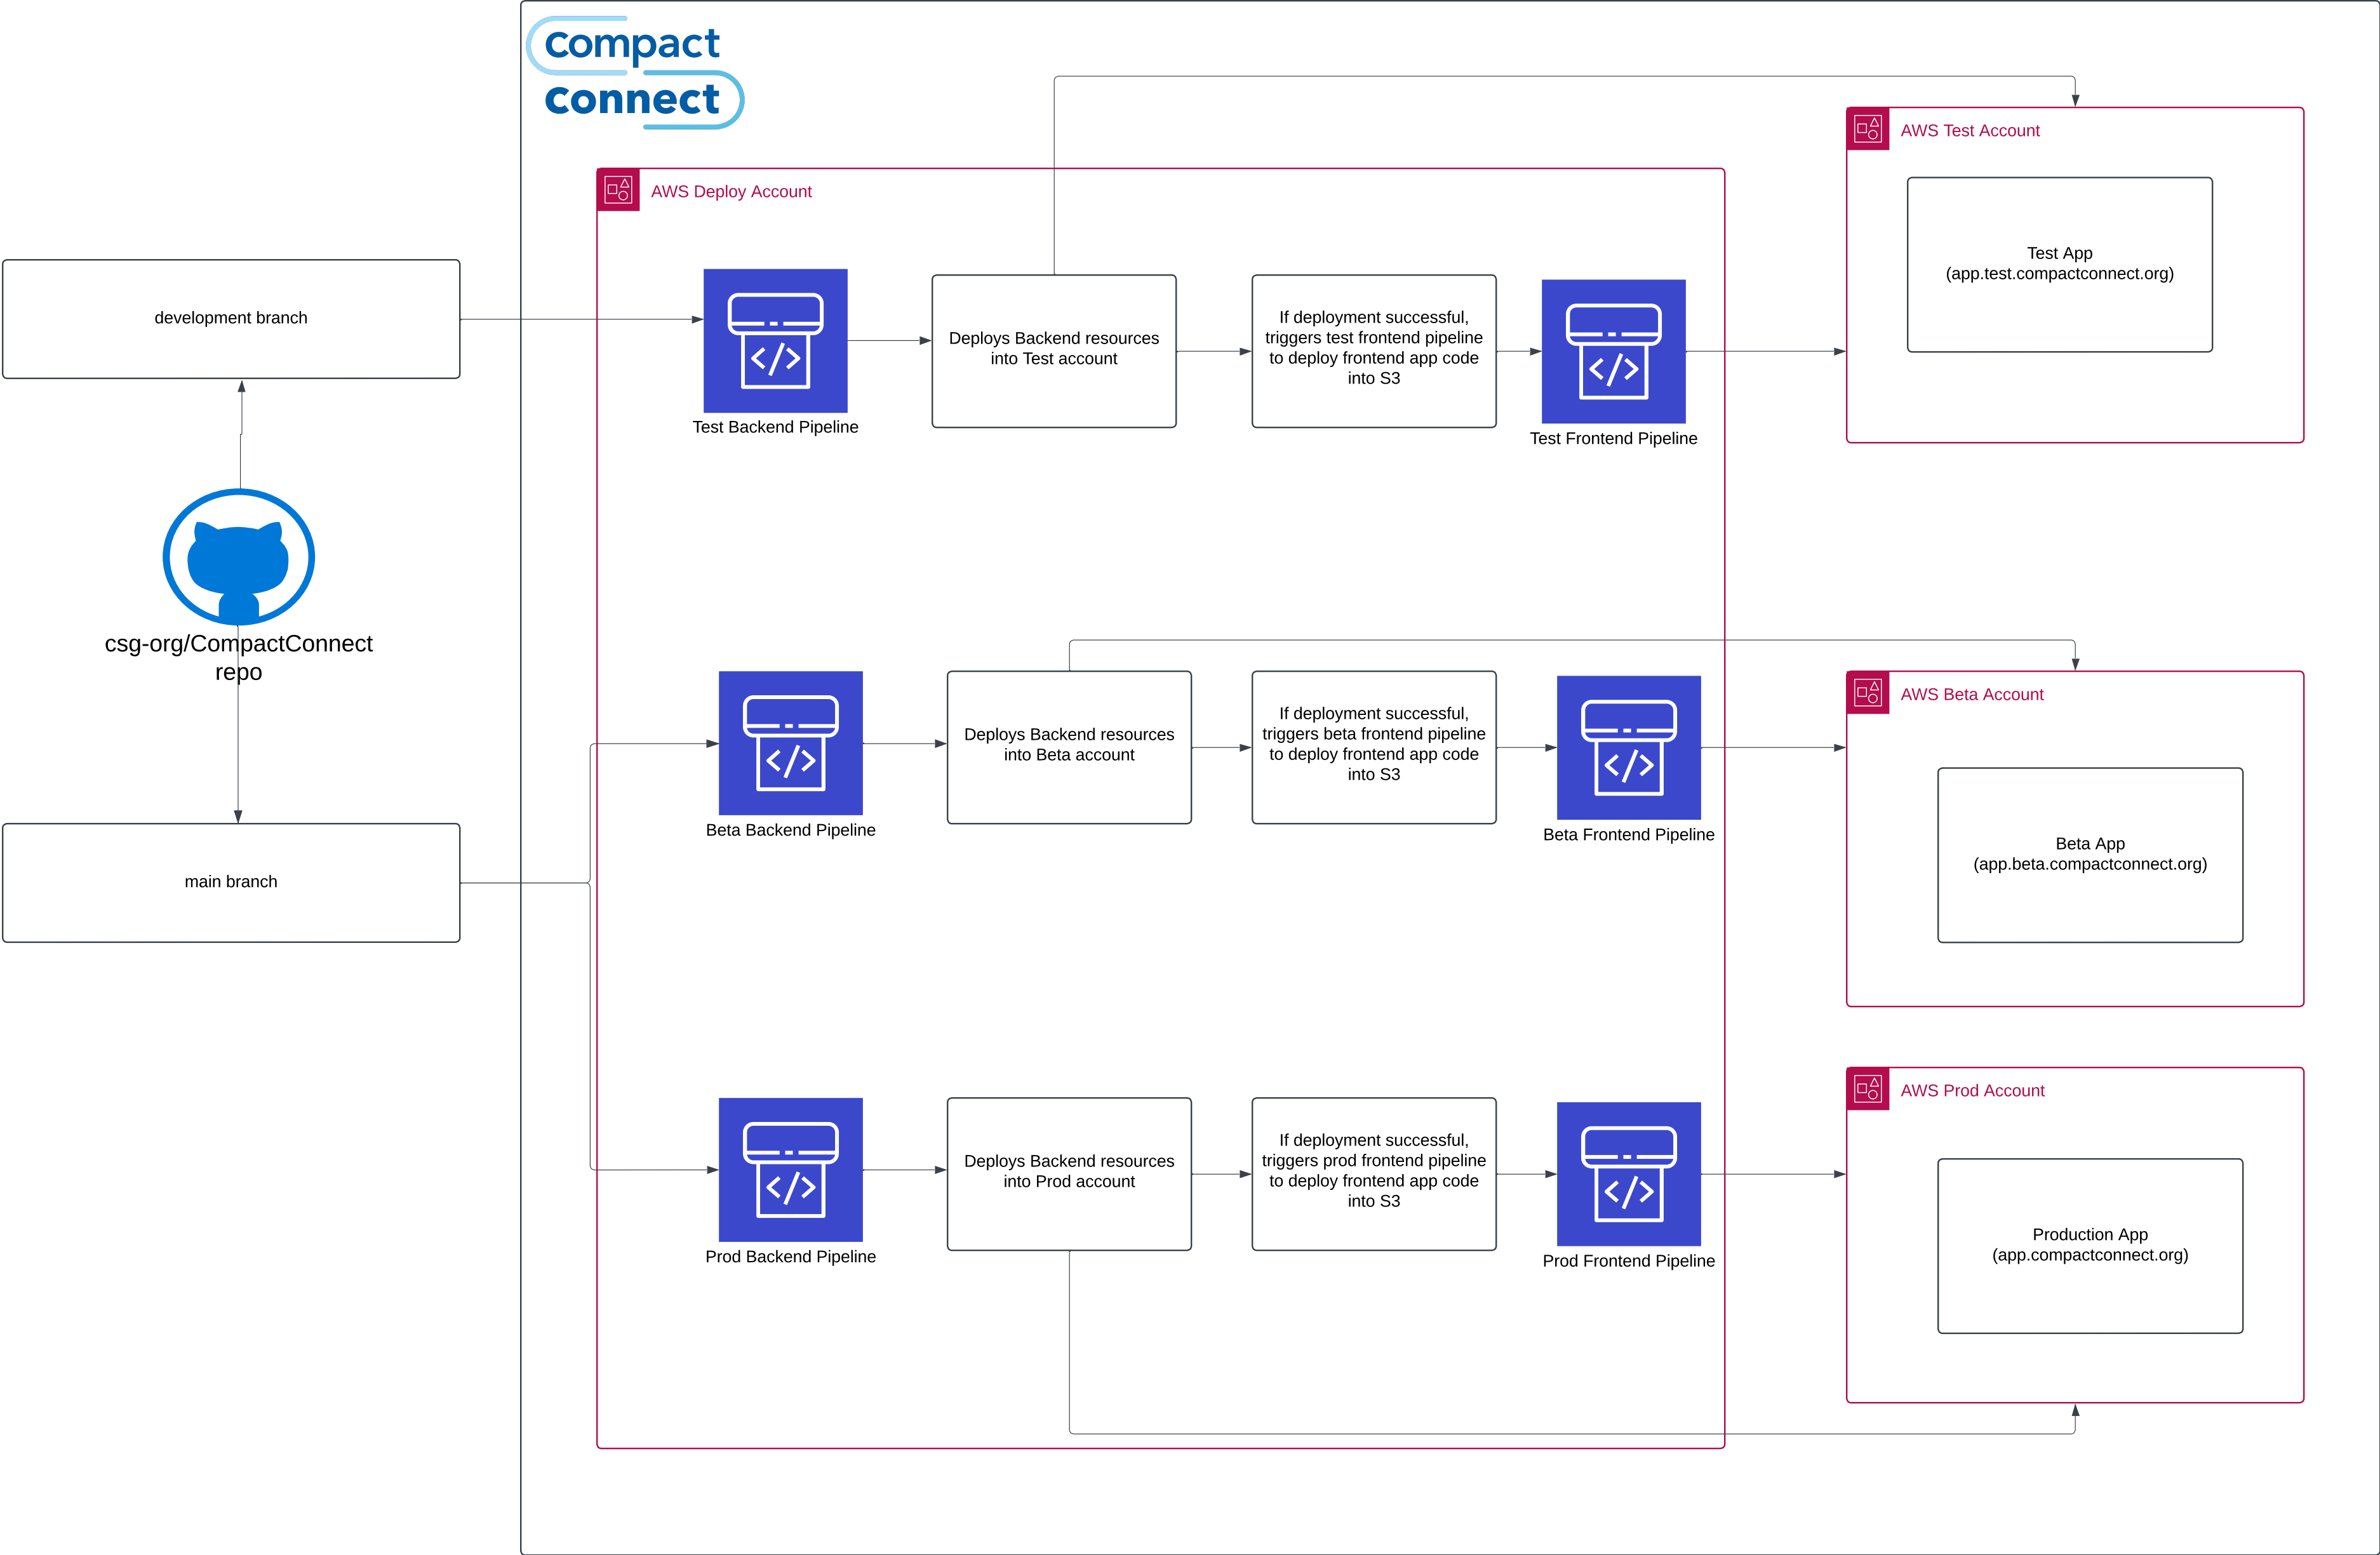 Compact
connect
AWS Test Account
Test App
(app.test.compactconnect.org)
AWS Deploy Account
development branch
Test Backend Pipeline
Deploys Backend resources
into Test account
If deployment successful,
triggers test frontend pipeline
to deploy frontend app code
into S3
Test Frontend Pipeline
csg-org/CompactConnect
repo
main branch
Beta Backend Pipeline
Deploys Backend resources
into Beta account
If deployment successful,
triggers beta frontend pipeline
to deploy frontend app code
into S3
Beta Frontend Pipeline
AWS Beta Account
Beta App
(app.beta.compactconnect.org)
Prod Backend Pipeline
Deploys Backend resources
into Prod account
If deployment successful,
triggers prod frontend pipeline
to deploy frontend app code
into S3
Prod Frontend Pipeline
AWS Prod Account
Production App
(app.compactconnect.org)